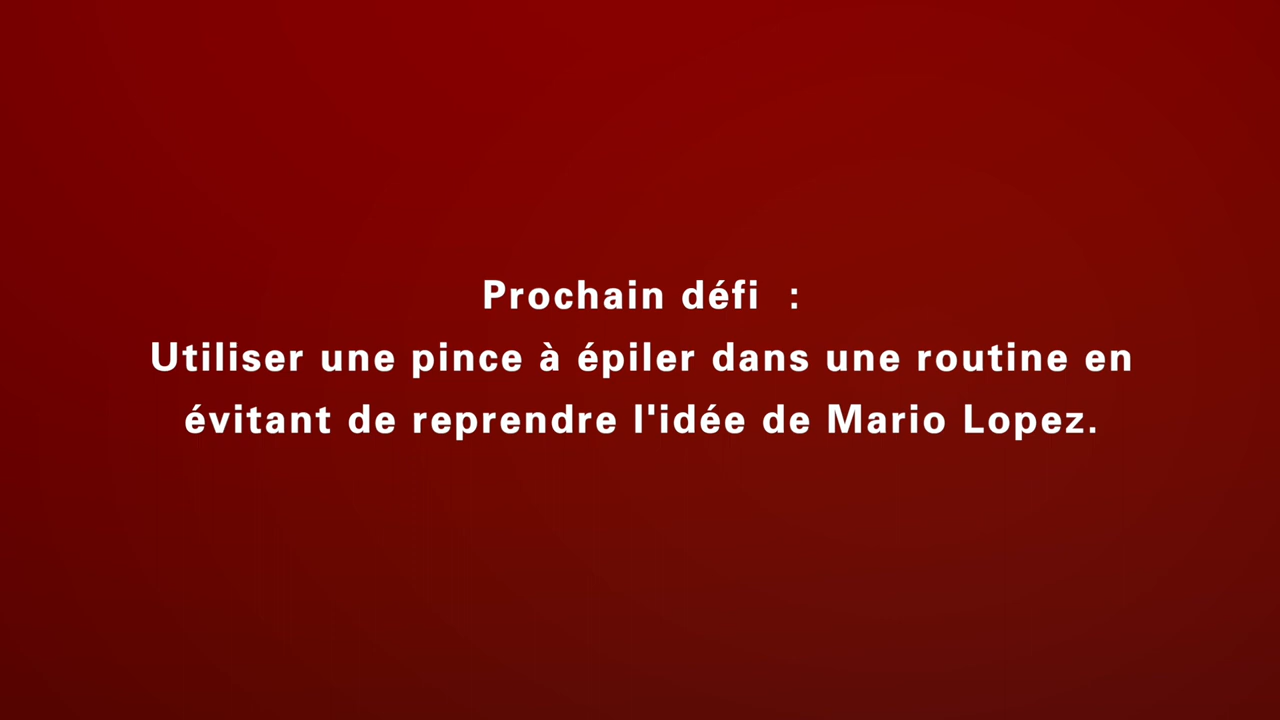 Prochain défi  :
Utiliser une pince à épiler dans une routine en
évitant de reprendre l'idée de Mario Lopez.